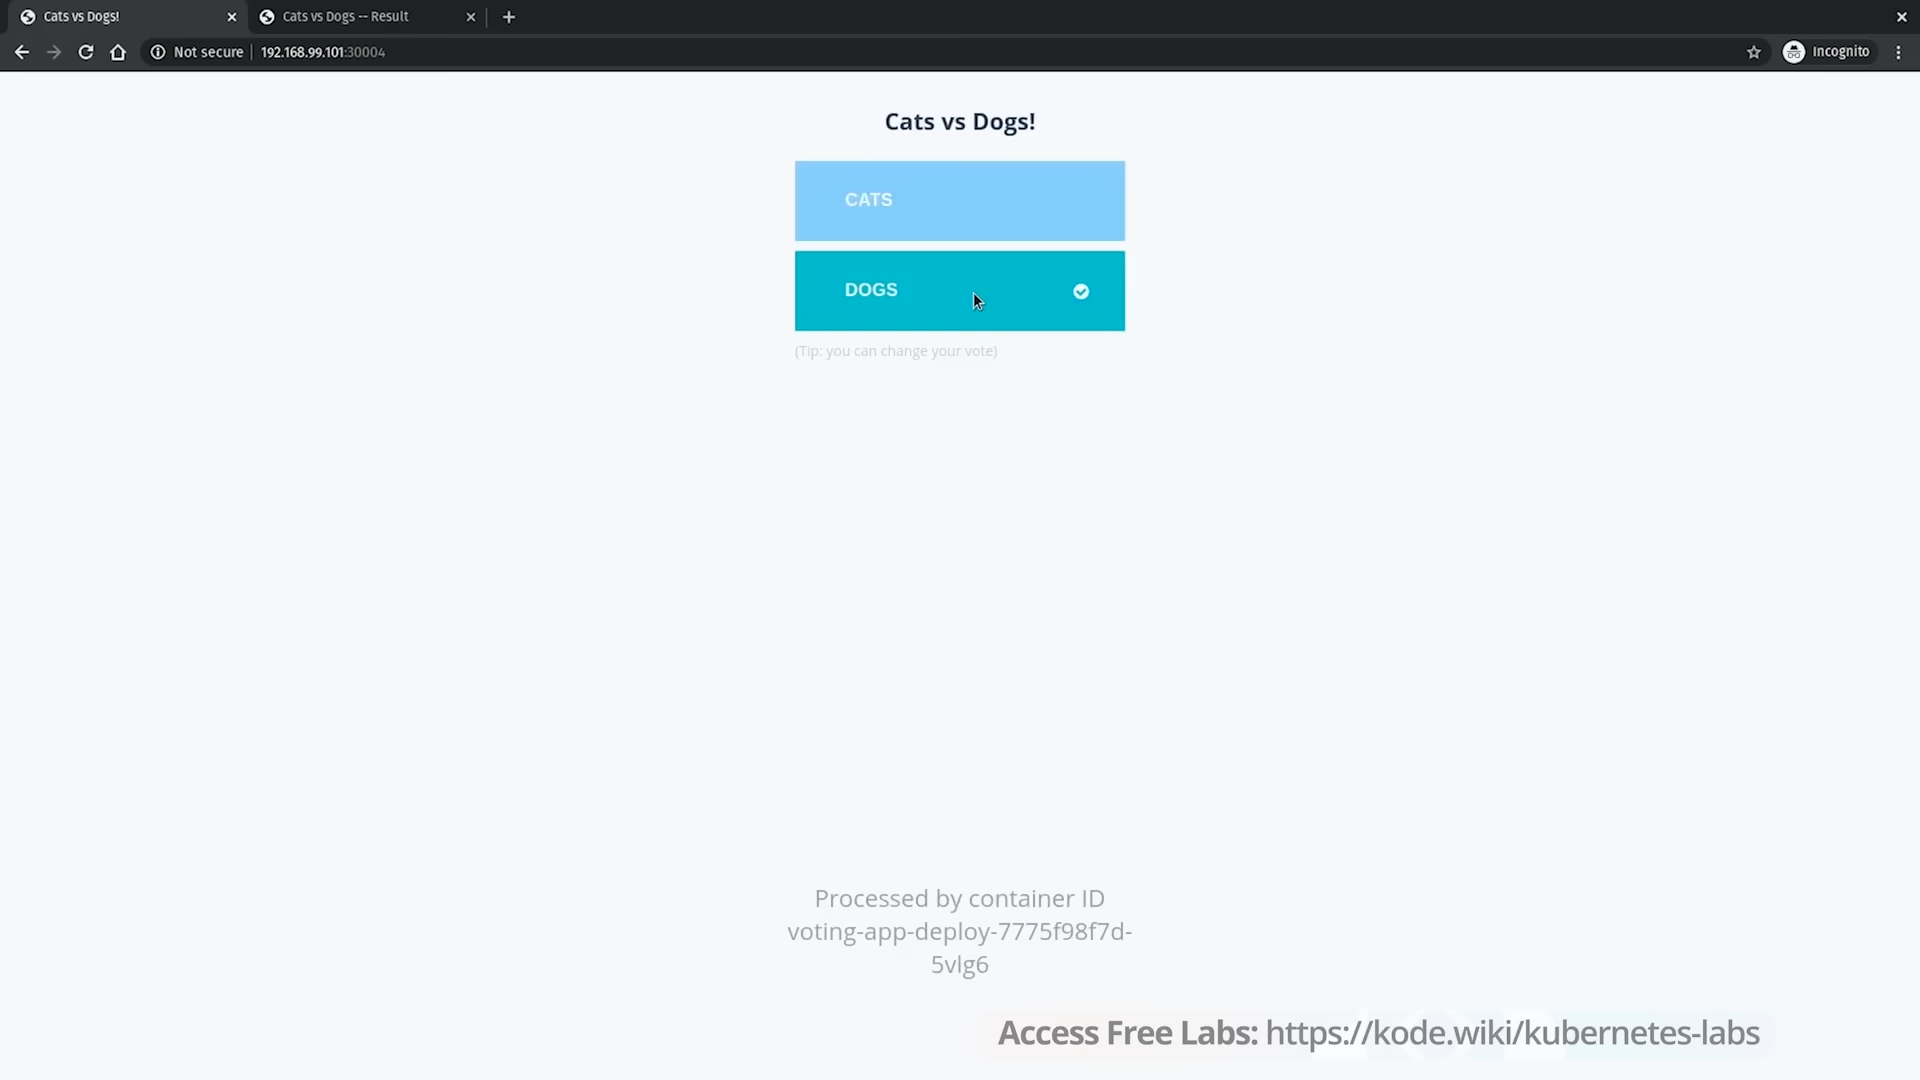 Cats vs Dogs!
Cats vs Dogs -- Result
Not secure
192.168.99.101:30004
Incognito
Cats vs Dogs!
CATS
DOGS
(Tip: you can change your vote)
Processed by container ID
voting-app-deploy-7775f98f7d-
5vlg6
Access Free Labs: https://kode.wiki/kubernetes-labs